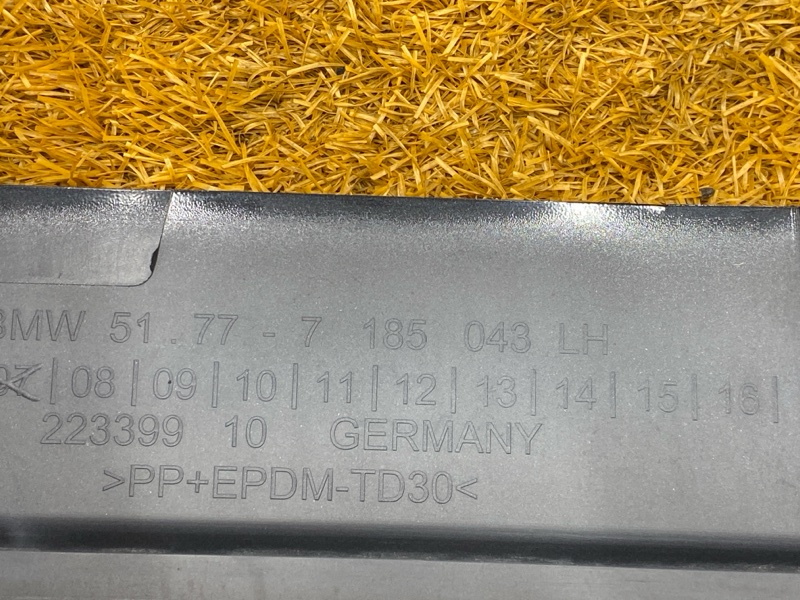 BMW 51.77 - 7 185 043 LH
07 | 08 | 09 | 10 | 11 | 12 | 13 | 14 | 15 | 16 |
223399 10 GERMANY
>PP+EPDM-TD30<